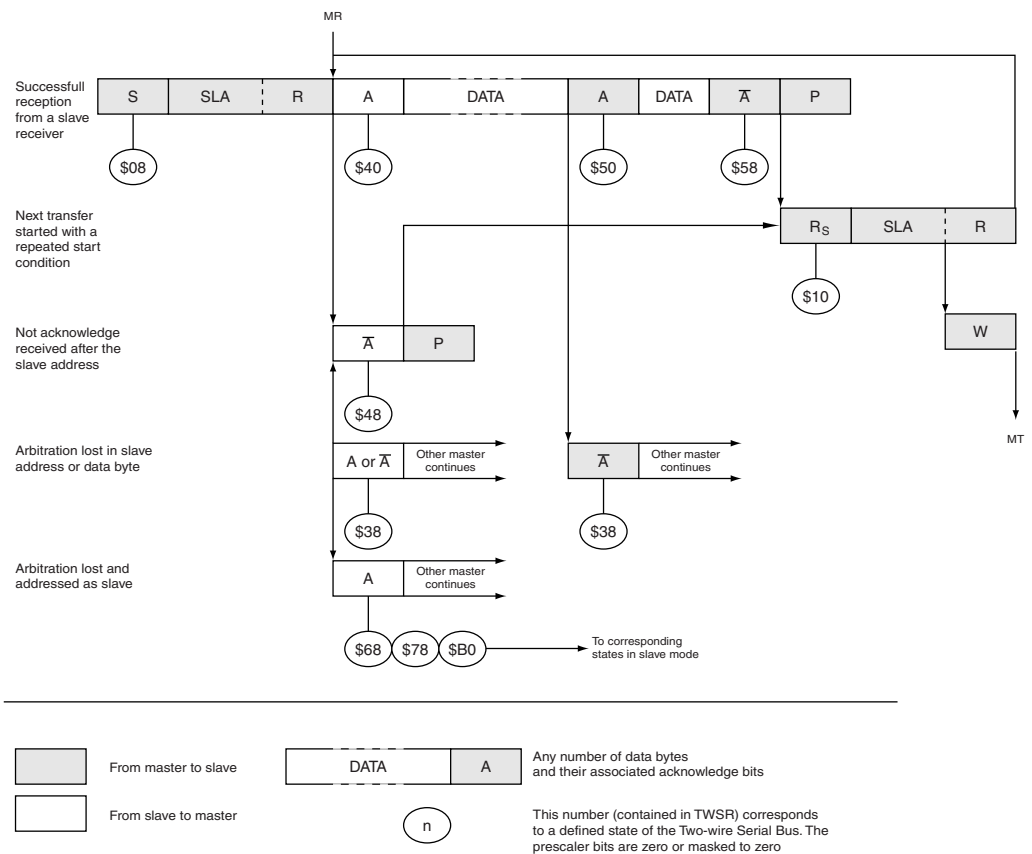 MR
Successfull
reception
from a slave
receiver
S SLA R A DATA A DATA A̅ P
$08 $40 $50 $58
Next transfer
started with a
repeated start
condition
RS SLA R
$10
Not acknowledge
received after the
slave address
A̅ P
W
$48
MT
Arbitration lost in slave
address or data byte
A or A̅ Other master
continues
A̅ Other master
continues
$38 $38
Arbitration lost and
addressed as slave
A Other master
continues
$68 $78 $B0
To corresponding
states in slave mode
From master to slave
DATA A
Any number of data bytes
and their associated acknowledge bits
From slave to master
n
This number (contained in TWSR) corresponds
to a defined state of the Two-wire Serial Bus. The
prescaler bits are zero or masked to zero